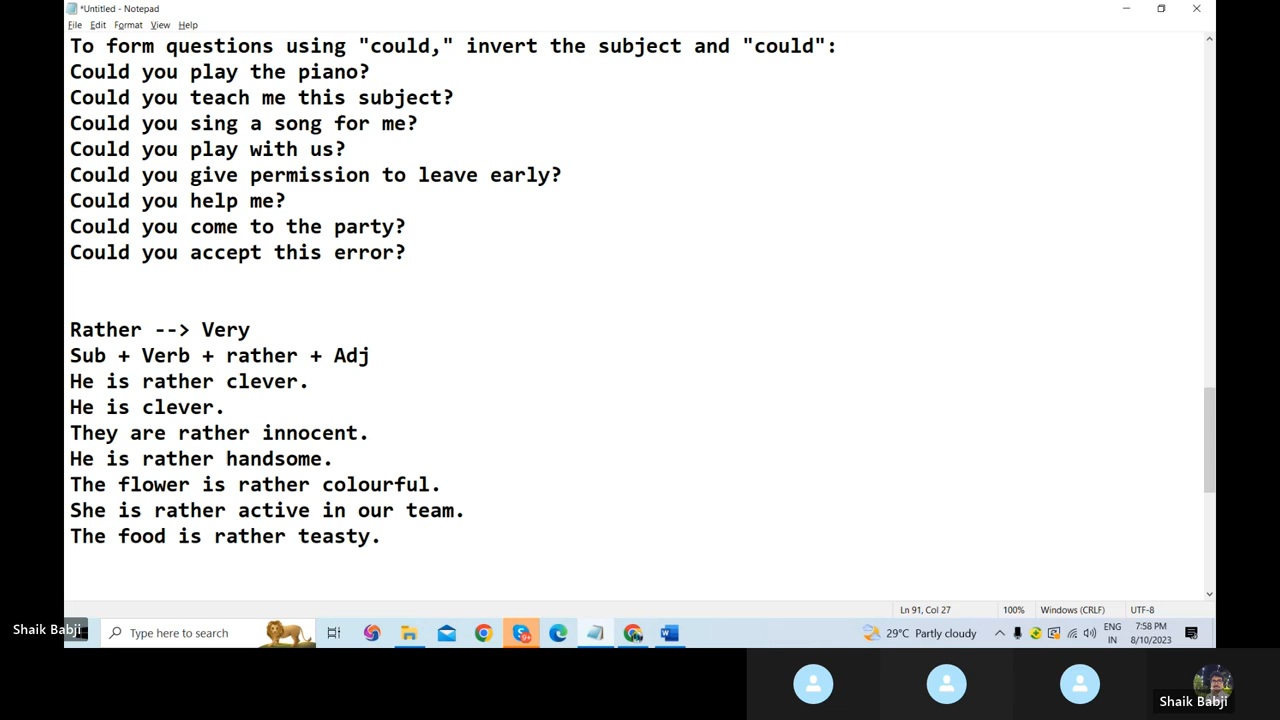 *Untitled - Notepad
File Edit Format View Help
To form questions using "could," invert the subject and "could":
Could you play the piano?
Could you teach me this subject?
Could you sing a song for me?
Could you play with us?
Could you give permission to leave early?
Could you help me?
Could you come to the party?
Could you accept this error?
Rather --> Very
Sub + Verb + rather + Adj
He is rather clever.
He is clever.
They are rather innocent.
He is rather handsome.
The flower is rather colourful.
She is rather active in our team.
The food is rather teasty.
Ln 91, Col 27 100% Windows (CRLF) UTF-8
Shaik Babji
Type here to search
29°C Partly cloudy
ENG
IN
7:58 PM
8/10/2023
Shaik Babji